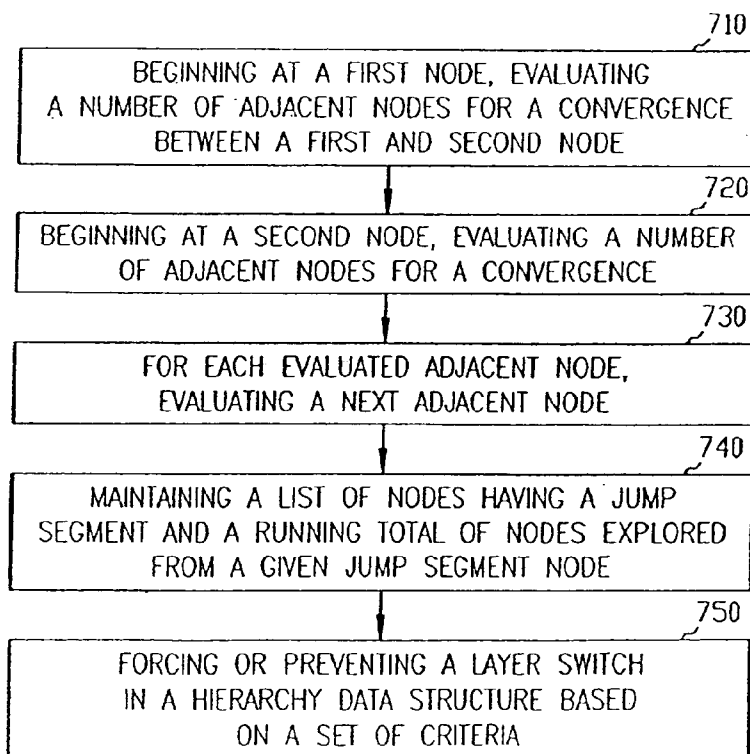 710
BEGINNING AT A FIRST NODE, EVALUATING
A NUMBER OF ADJACENT NODES FOR A CONVERGENCE
BETWEEN A FIRST AND SECOND NODE
720
BEGINNING AT A SECOND NODE, EVALUATING A NUMBER
OF ADJACENT NODES FOR A CONVERGENCE
730
FOR EACH EVALUATED ADJACENT NODE,
EVALUATING A NEXT ADJACENT NODE
740
MAINTAINING A LIST OF NODES HAVING A JUMP
SEGMENT AND A RUNNING TOTAL OF NODES EXPLORED
FROM A GIVEN JUMP SEGMENT NODE
750
FORCING OR PREVENTING A LAYER SWITCH
IN A HIERARCHY DATA STRUCTURE BASED
ON A SET OF CRITERIA